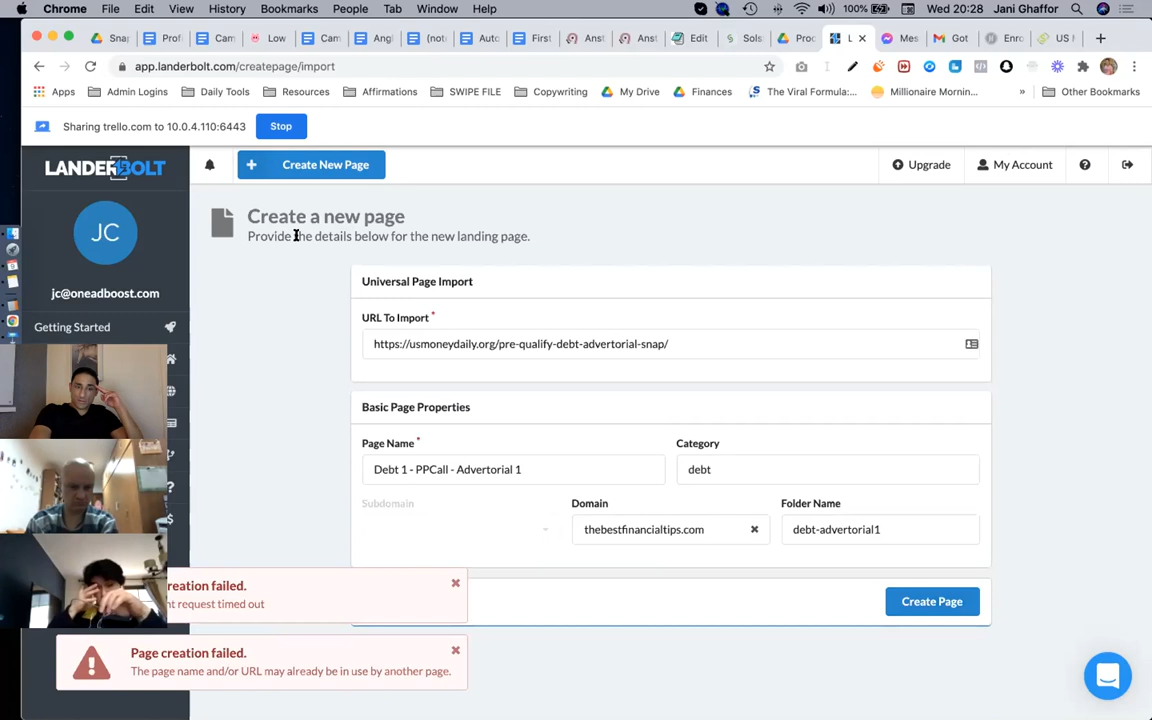 Chrome File Edit View History Bookmarks People Tab Window Help 100% Wed 20:28 Jani Ghaffor
Snap Profi Cam Low Cam Angl (not Auto First Anst Anst Edit Sols Proc L Mes Got Enro US M
app.landerbolt.com/createpage/import
Apps Admin Logins Daily Tools Resources Affirmations SWIPE FILE Copywriting My Drive Finances The Viral Formula:... Millionaire Mornin... » Other Bookmarks
Sharing trello.com to 10.0.4.110:6443 Stop
LANDERBOLT
+ Create New Page
Upgrade My Account
JC
jc@oneadboost.com
Getting Started
Create a new page
Provide the details below for the new landing page.
Universal Page Import
URL To Import *
https://usmoneydaily.org/pre-qualify-debt-advertorial-snap/
Basic Page Properties
Page Name * Category
Debt 1 - PPCall - Advertorial 1 debt
Subdomain Domain Folder Name
thebestfinancialtips.com debt-advertorial1
Create Page
reation failed.
nt request timed out
Page creation failed.
The page name and/or URL may already be in use by another page.